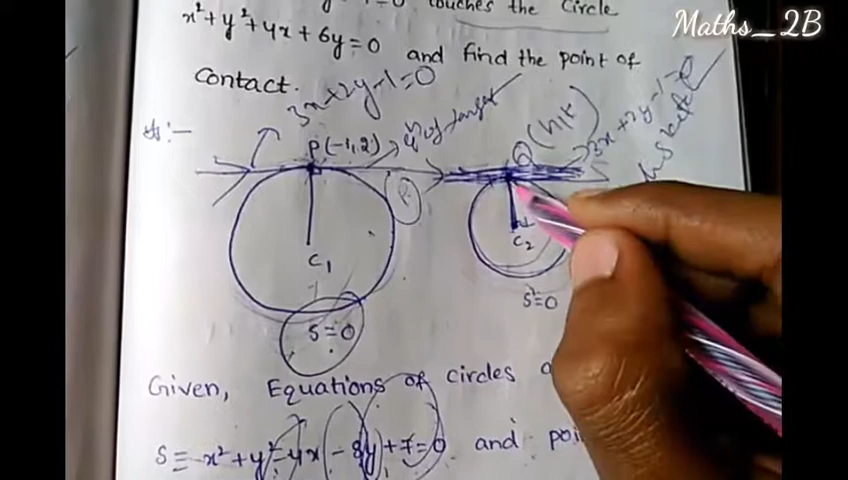 Maths_2B
touches the Circle
x²+y²+4x+6y=0 and find the point of
contact.
3x+2y-1=0
P(-1,2)
Q(h,k)
3x+2y-1=0
C₁
C₂
S=0
S'=0
Given, Equations of circles
S≡ x²+y²-4x-8y+7=0 and